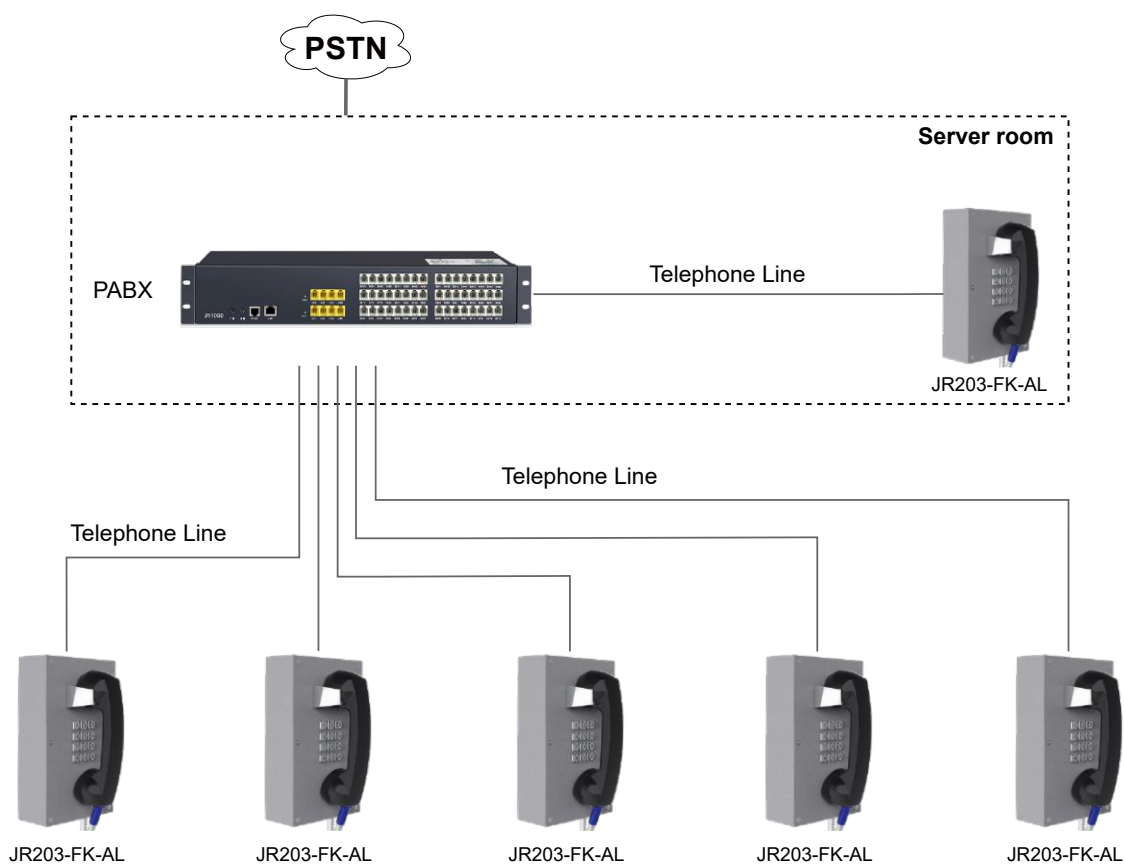 PSTN
Server room
PABX
Telephone Line
JR203-FK-AL
Telephone Line
Telephone Line
JR203-FK-AL
JR203-FK-AL
JR203-FK-AL
JR203-FK-AL
JR203-FK-AL